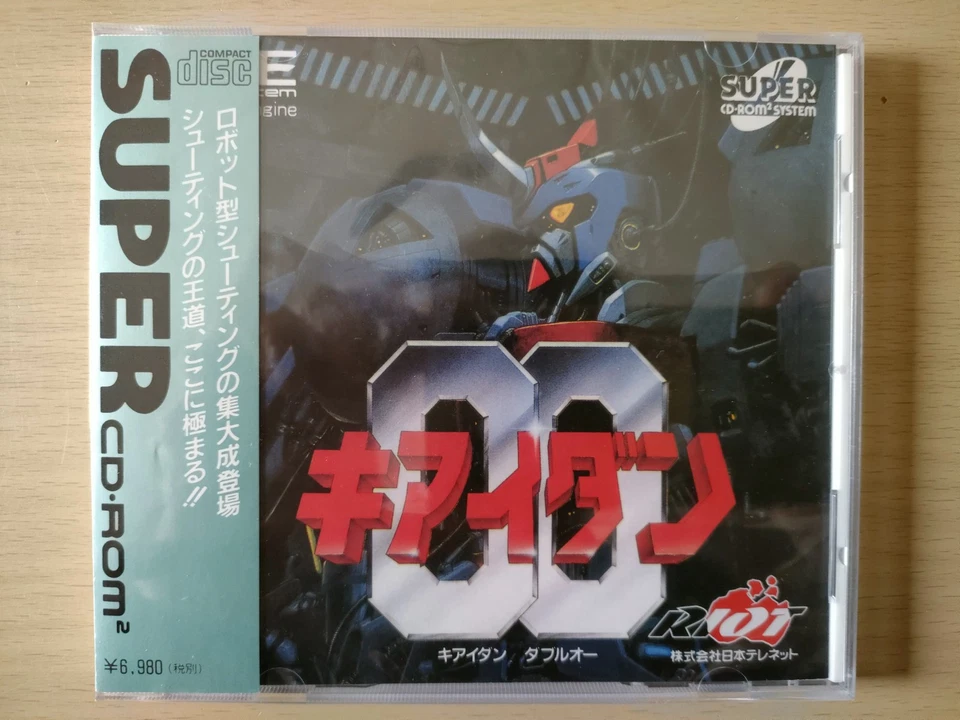 SUPER CD-ROM²
COMPACT
disc
ロボット型シューティングの集大成登場
シューティングの王道、ここに極まる!!
¥6,980(税別)
SUPER
CD-ROM² SYSTEM
00
キアイダン
キアイダン ダブルオー
RIOT
株式会社日本テレネット